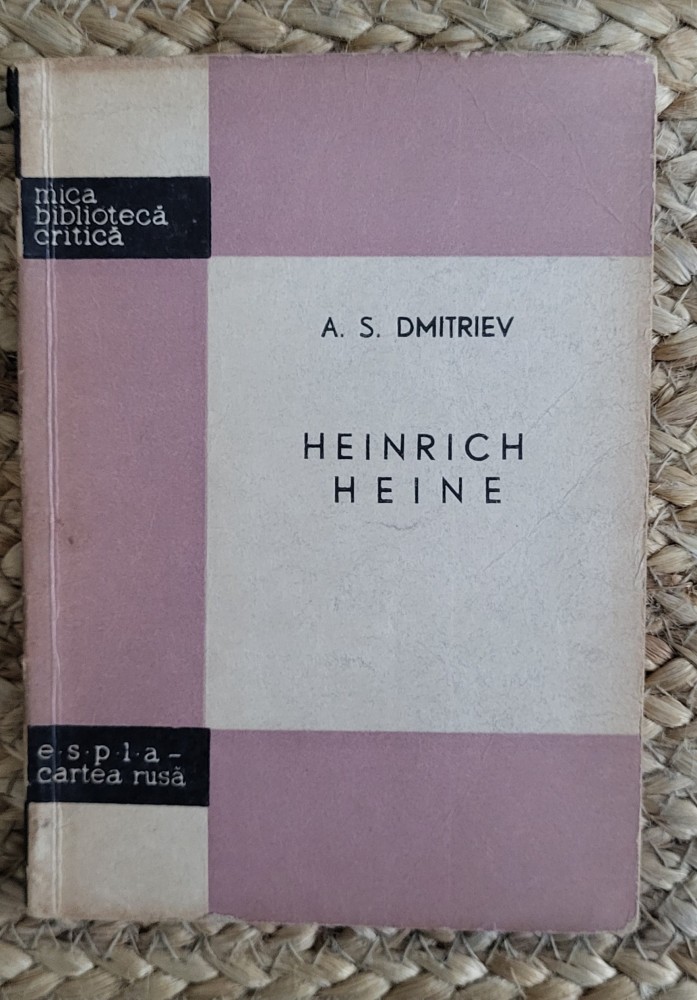 mica
bibliotecă
critică
A. S. DMITRIEV
HEINRICH
HEINE
e·s·p·l·a–
cartea rusă